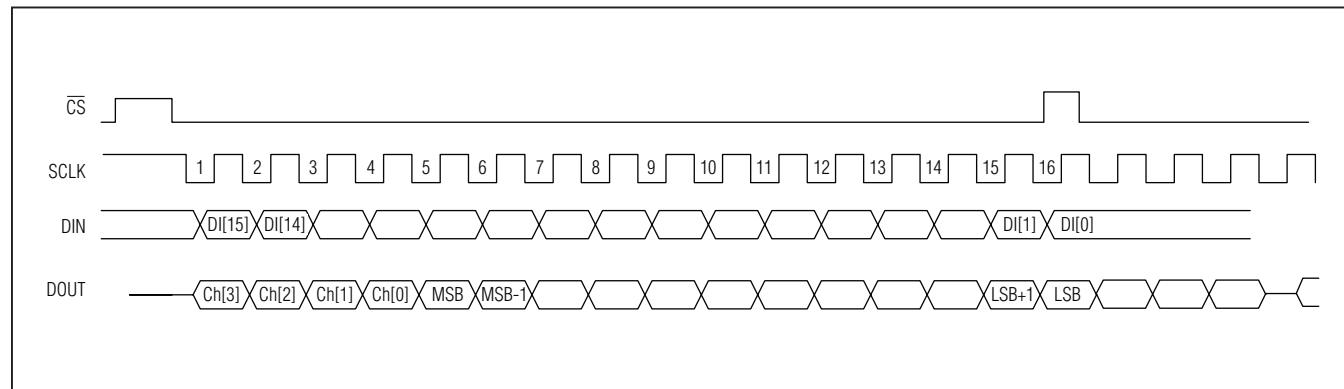 C̅S̅
SCLK 1 2 3 4 5 6 7 8 9 10 11 12 13 14 15 16
DIN DI[15] DI[14] DI[1] DI[0]
DOUT Ch[3] Ch[2] Ch[1] Ch[0] MSB MSB-1 LSB+1 LSB